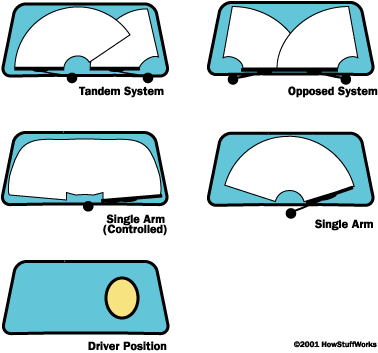 Tandem System
Opposed System
Single Arm
(Controlled)
Single Arm
Driver Position
©2001 HowStuffWorks